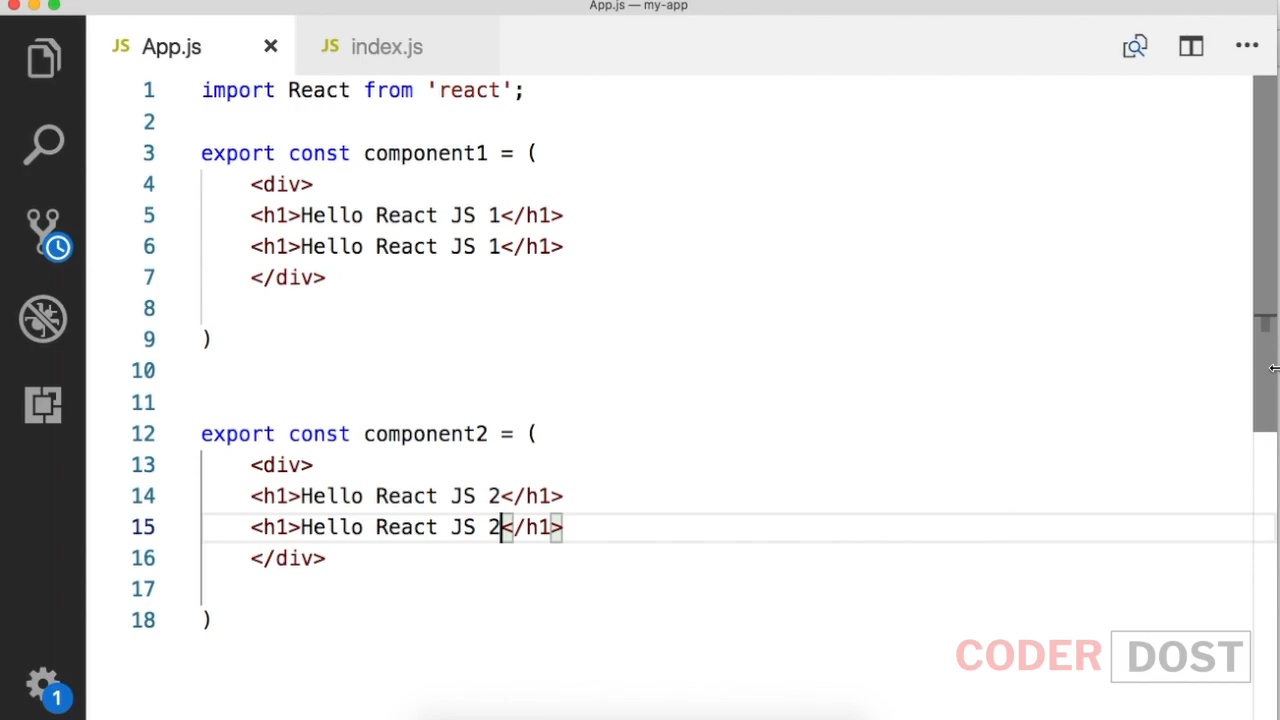 App.js — my-app
JS App.js
JS index.js
1 import React from 'react';
2
3 export const component1 = (
4 <div>
5 <h1>Hello React JS 1</h1>
6 <h1>Hello React JS 1</h1>
7 </div>
8
9 )
10
11
12 export const component2 = (
13 <div>
14 <h1>Hello React JS 2</h1>
15 <h1>Hello React JS 2</h1>
16 </div>
17
18 )
1
CODER DOST